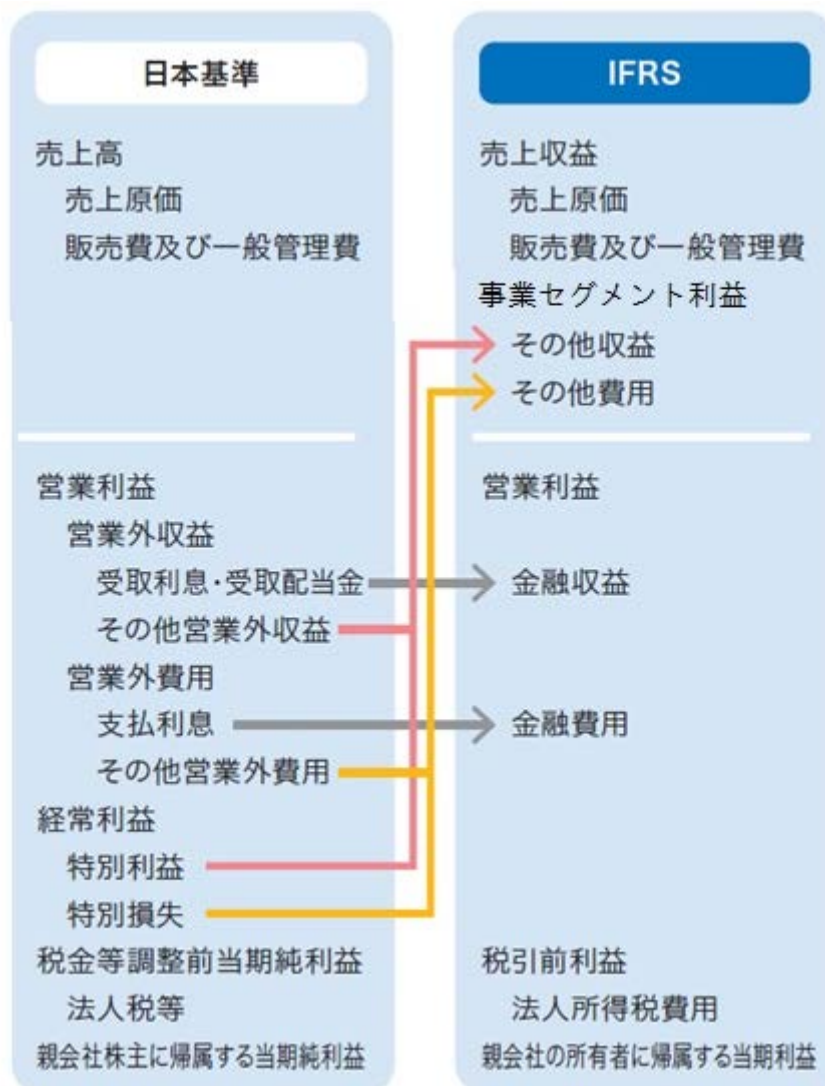 日本基準
売上高
売上原価
販売費及び一般管理費
営業利益
営業外収益
受取利息・受取配当金
その他営業外収益
営業外費用
支払利息
その他営業外費用
経常利益
特別利益
特別損失
税金等調整前当期純利益
法人税等
親会社株主に帰属する当期純利益
IFRS
売上収益
売上原価
販売費及び一般管理費
事業セグメント利益
その他収益
その他費用
営業利益
金融収益
金融費用
税引前利益
法人所得税費用
親会社の所有者に帰属する当期利益